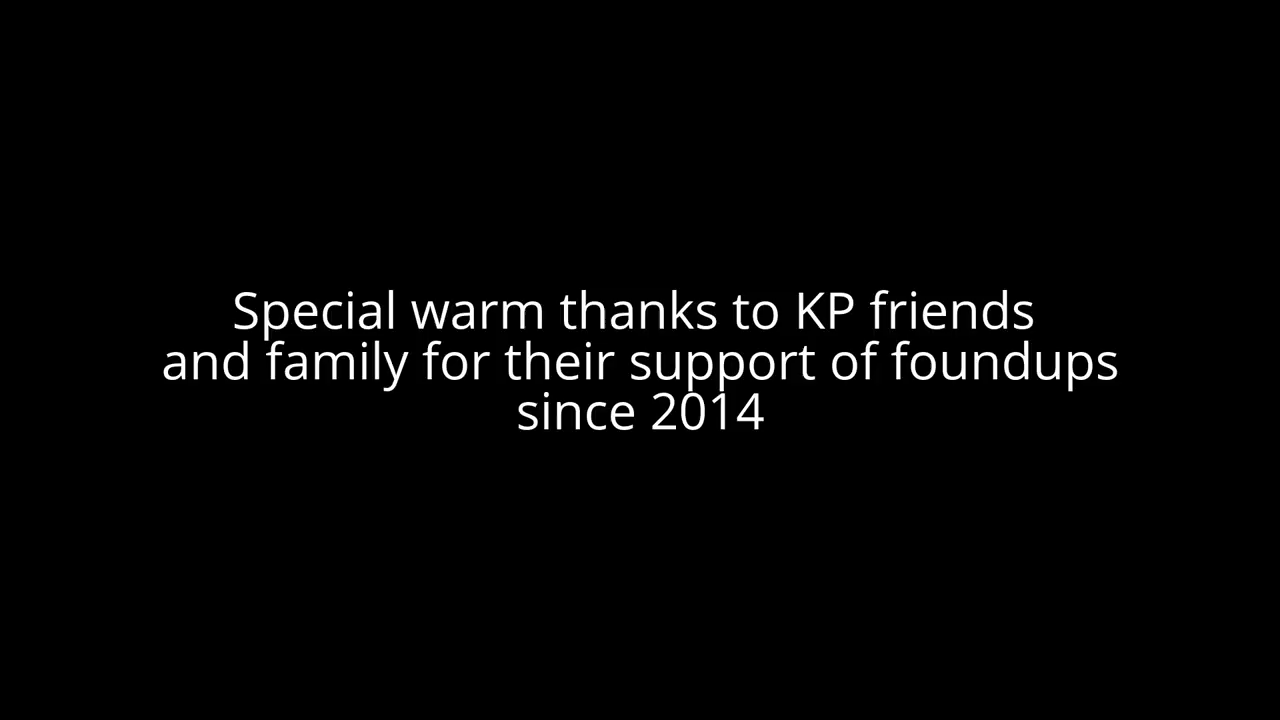 Special warm thanks to KP friends
and family for their support of foundups
since 2014